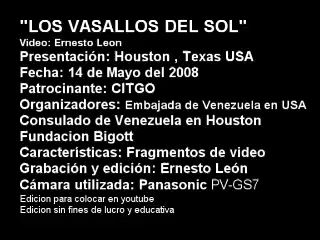 "LOS VASALLOS DEL SOL"
Video: Ernesto Leon
Presentación: Houston , Texas USA
Fecha: 14 de Mayo del 2008
Patrocinante: CITGO
Organizadores: Embajada de Venezuela en USA
Consulado de Venezuela en Houston
Fundacion Bigott
Caracteristicas: Fragmentos de video
Grabación y edición: Ernesto León
Cámara utilizada: Panasonic PV-GS7
Edicion para colocar en youtube
Edicion sin fines de lucro y educativa